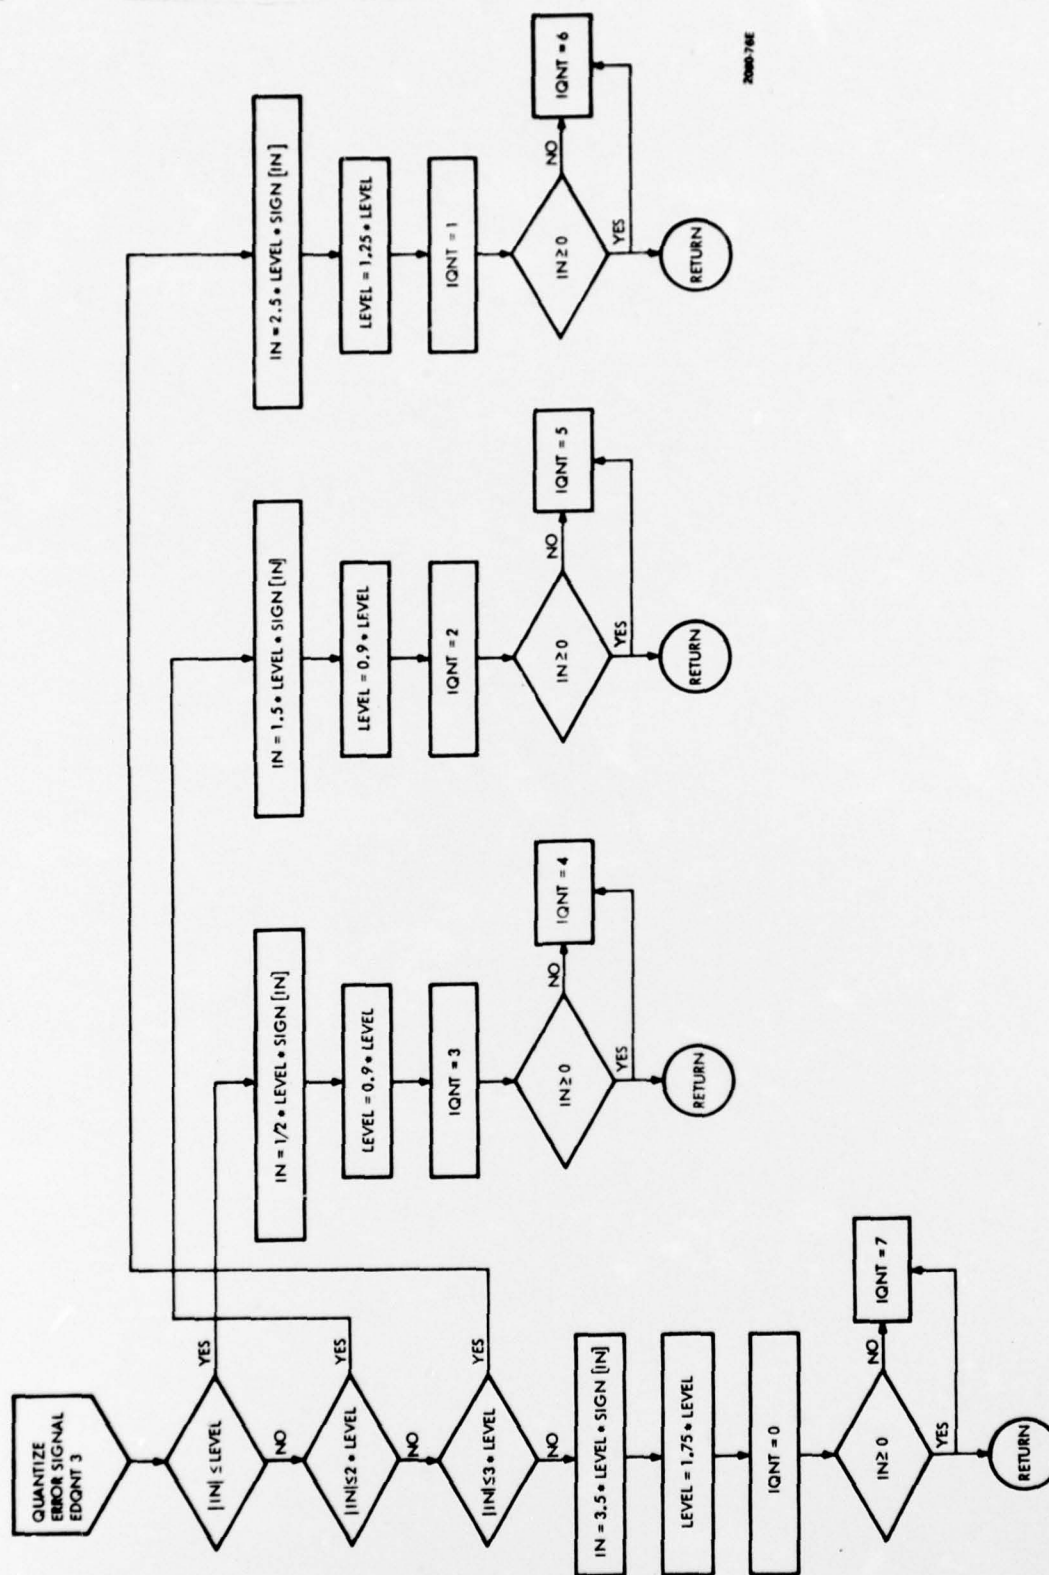 QUANTIZE
ERROR SIGNAL
EDQNT 3
|IN| ≤ LEVEL
YES
NO
|IN| ≤ 2 * LEVEL
YES
NO
|IN| ≤ 3 * LEVEL
YES
NO
IN = 3.5 * LEVEL * SIGN [IN]
LEVEL = 1.75 * LEVEL
IQNT = 0
IN ≥ 0
NO
IQNT = 7
YES
RETURN
IN = 1/2 * LEVEL * SIGN [IN]
LEVEL = 0.9 * LEVEL
IQNT = 3
IN ≥ 0
NO
IQNT = 4
YES
RETURN
IN = 1.5 * LEVEL * SIGN [IN]
LEVEL = 0.9 * LEVEL
IQNT = 2
IN ≥ 0
NO
IQNT = 5
YES
RETURN
IN = 2.5 * LEVEL * SIGN [IN]
LEVEL = 1.25 * LEVEL
IQNT = 1
IN ≥ 0
NO
IQNT = 6
YES
RETURN
2080-76E